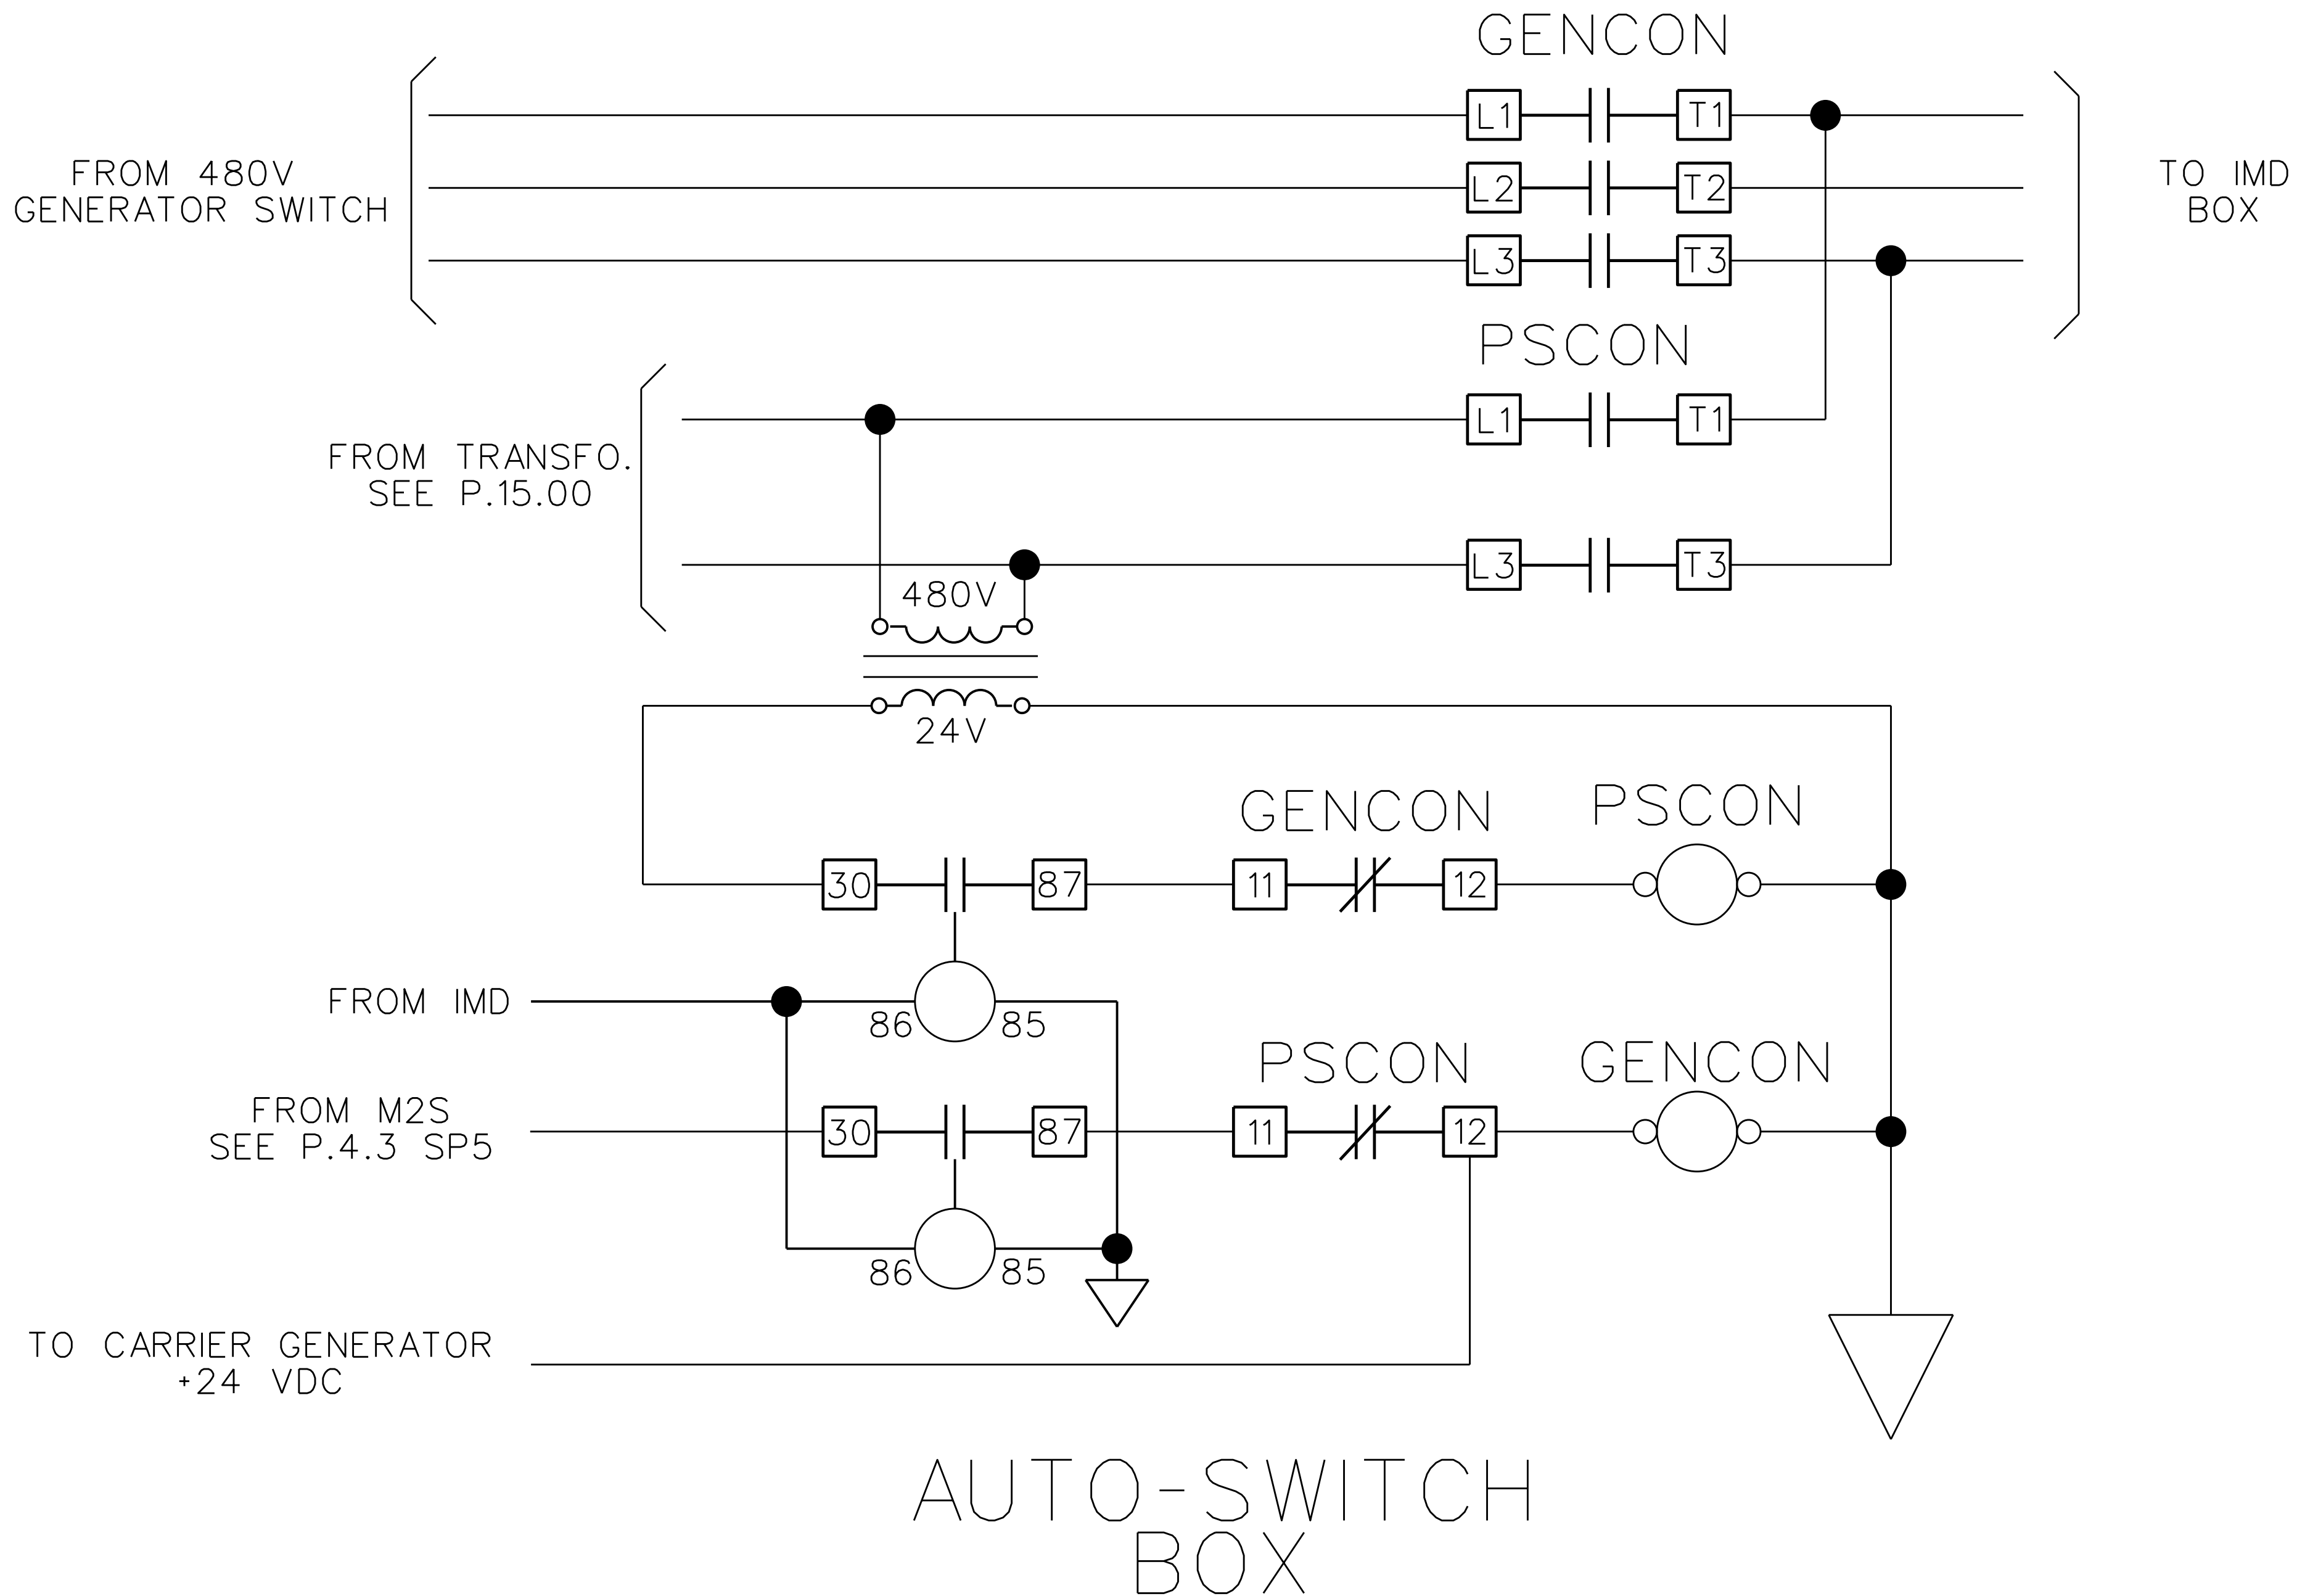 GENCON
L1 T1
FROM 480V
GENERATOR SWITCH
L2 T2
TO IMD
BOX
L3 T3
PSCON
L1 T1
FROM TRANSFO.
SEE P.15.00
L3 T3
480V
24V
GENCON
PSCON
30 87 11 12
FROM IMD
86 85
PSCON
GENCON
FROM M2S
SEE P.4.3 SP5
30 87 11 12
86 85
TO CARRIER GENERATOR
+24 VDC
AUTO-SWITCH
BOX